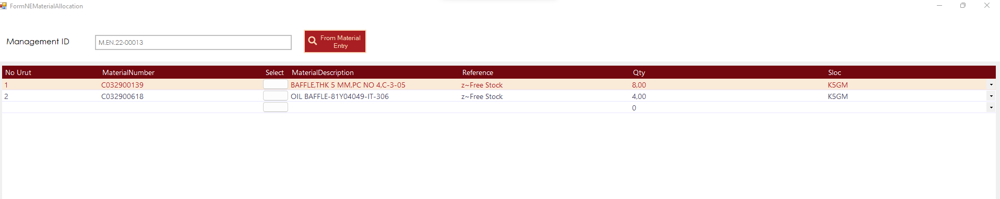 FormNEMaterialAllocation
Management ID M.EN.22-00013 From Material
Entry
No Urut MaterialNumber Select MaterialDescription Reference Qty Sloc
1 C032900139 BAFFLE,THK 5 MM,PC NO 4,C-3-05 z~Free Stock 8,00 K5GM
2 C032900618 OIL BAFFLE-81Y04049-IT-306 z~Free Stock 4,00 K5GM
0